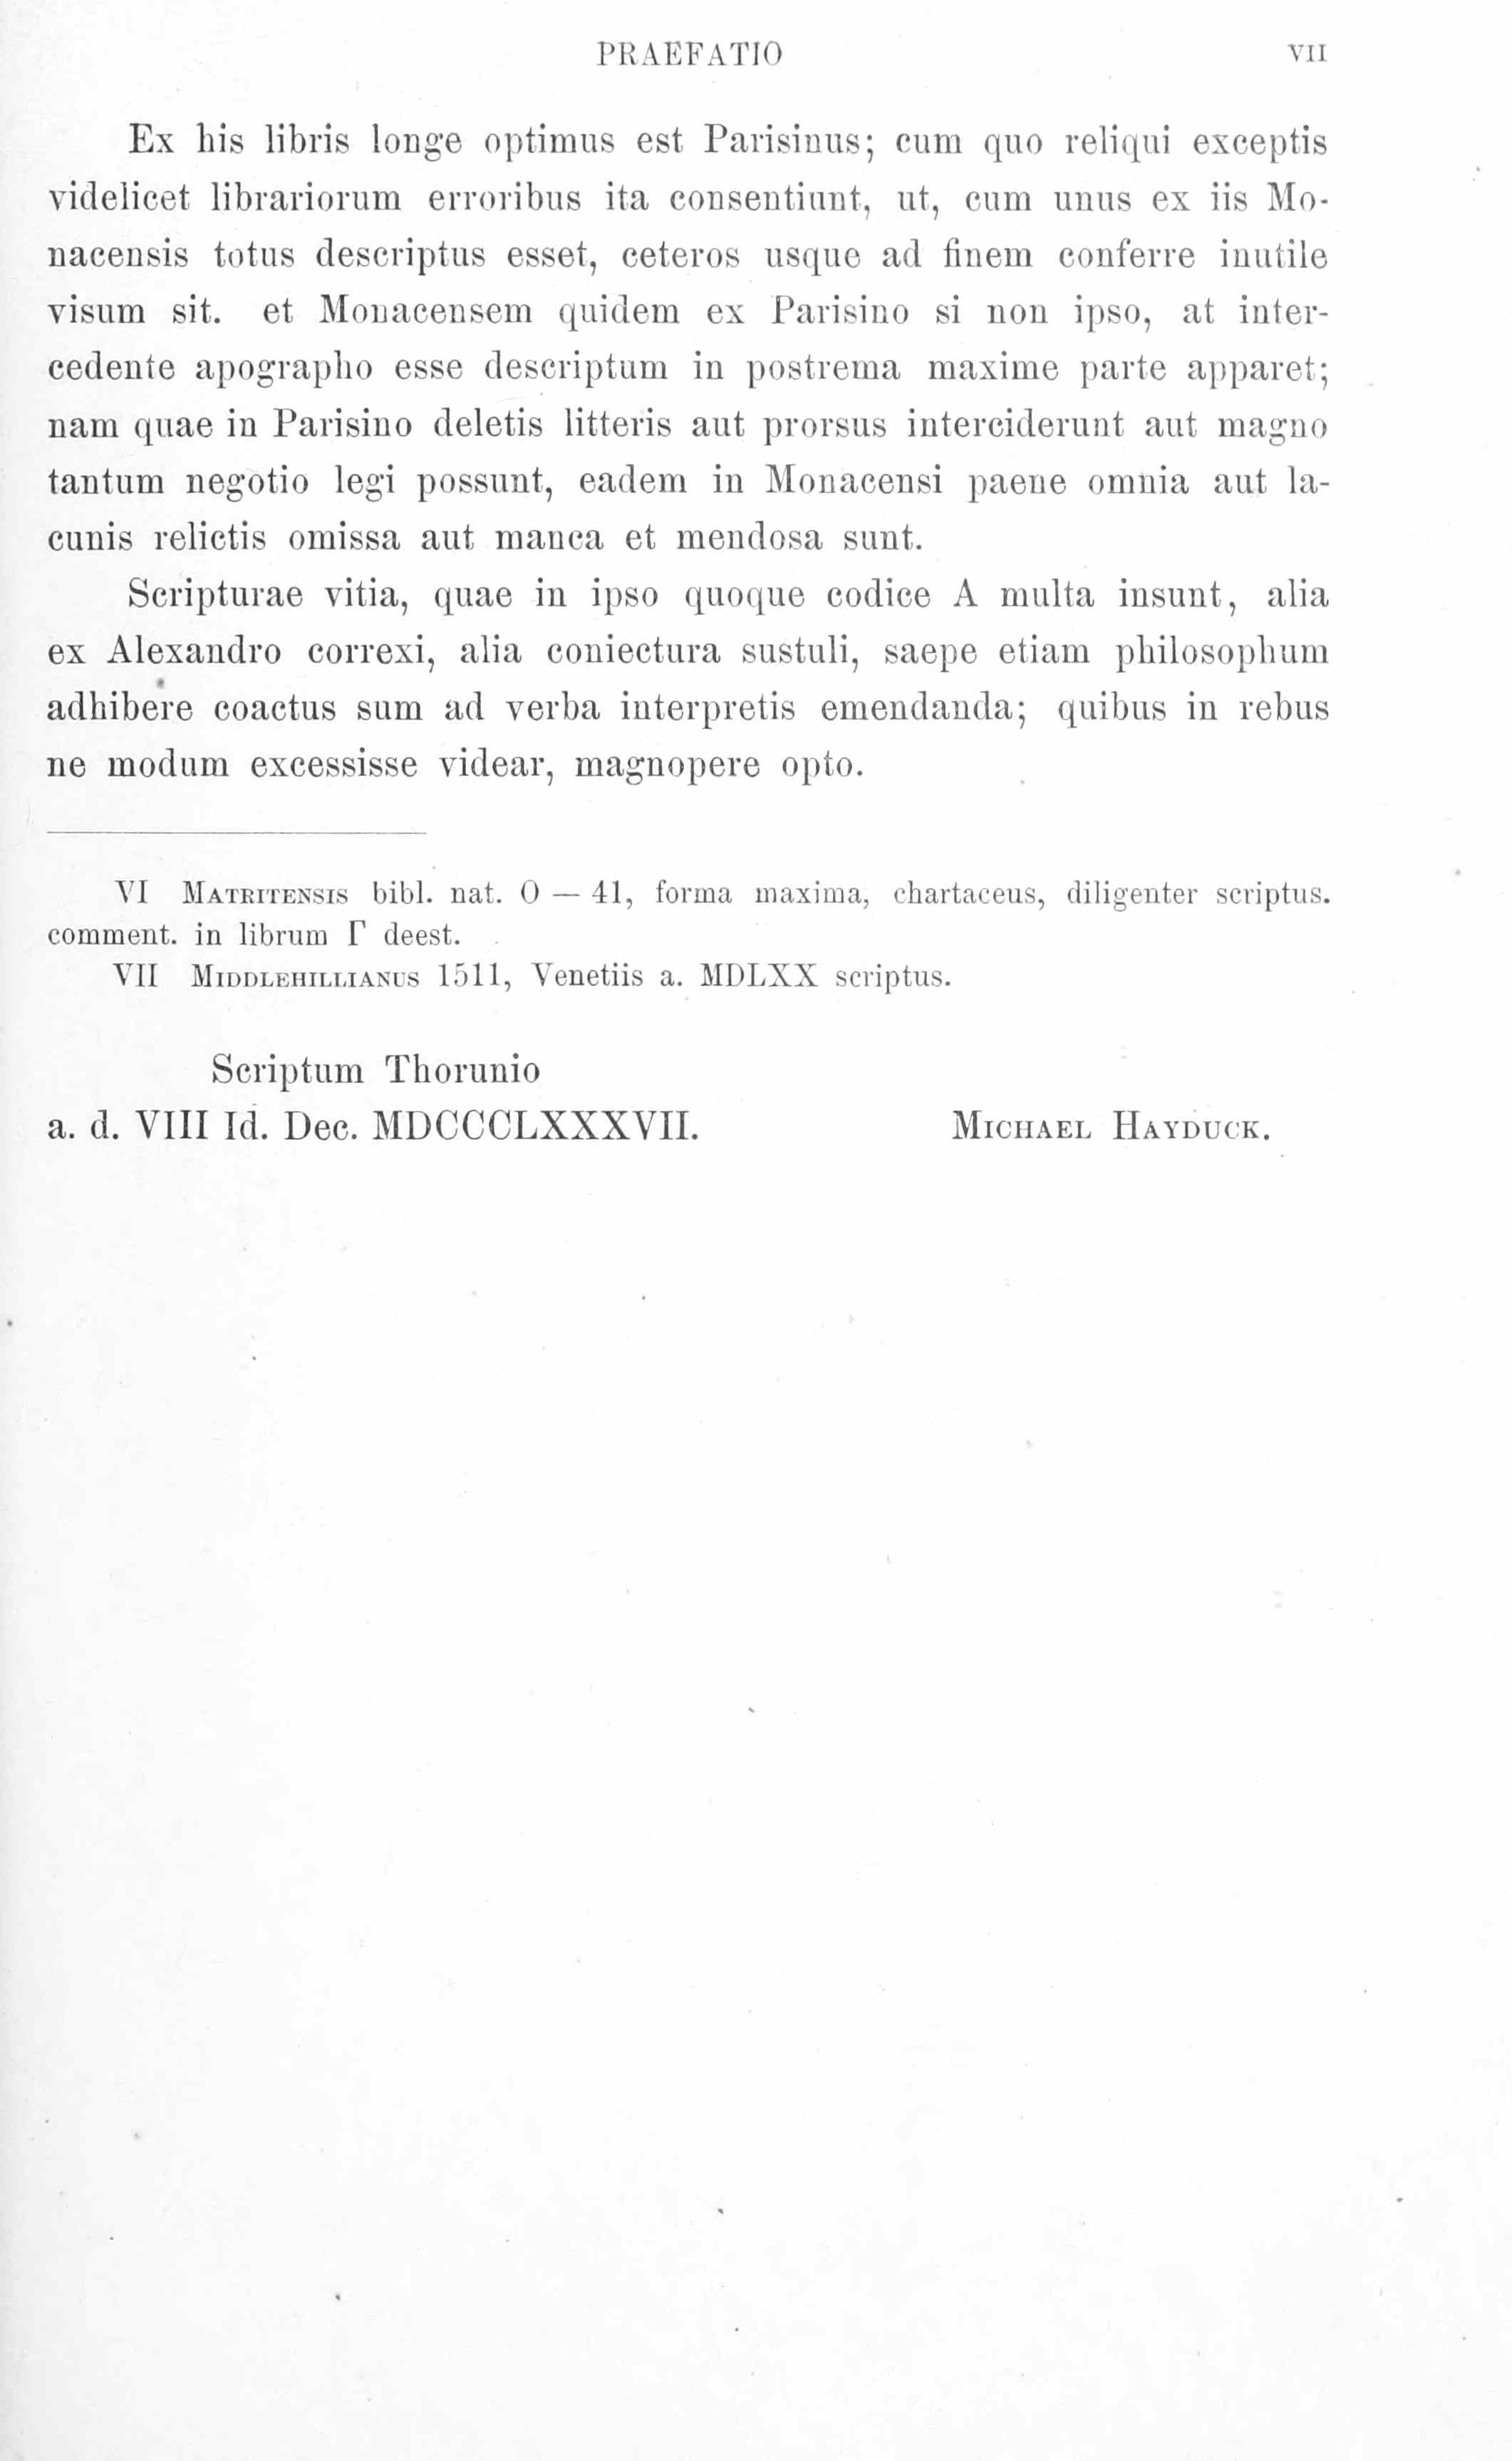 PRAEFATIO VII
Ex his libris longe optimus est Parisinus; cum quo reliqui exceptis
videlicet librariorum erroribus ita consentiunt, ut, cum unus ex iis Mo-
nacensis totus descriptus esset, ceteros usque ad finem conferre inutile
visum sit. et Monacensem quidem ex Parisino si non ipso, at inter-
cedente apographo esse descriptum in postrema maxime parte apparet;
nam quae in Parisino deletis litteris aut prorsus interciderunt aut magno
tantum negotio legi possunt, eadem in Monacensi paene omnia aut la-
cunis relictis omissa aut manca et mendosa sunt.
Scripturae vitia, quae in ipso quoque codice A multa insunt, alia
ex Alexandro correxi, alia coniectura sustuli, saepe etiam philosophum
adhibere coactus sum ad verba interpretis emendanda; quibus in rebus
ne modum excessisse videar, magnopere opto.
VI MATRITENSIS bibl. nat. O — 41, forma maxima, chartaceus, diligenter scriptus.
comment. in librum Γ deest.
VII MIDDLEHILLIANUS 1511, Venetiis a. MDLXX scriptus.
Scriptum Thorunio
a. d. VIII Id. Dec. MDCCCLXXXVII. MICHAEL HAYDUCK.